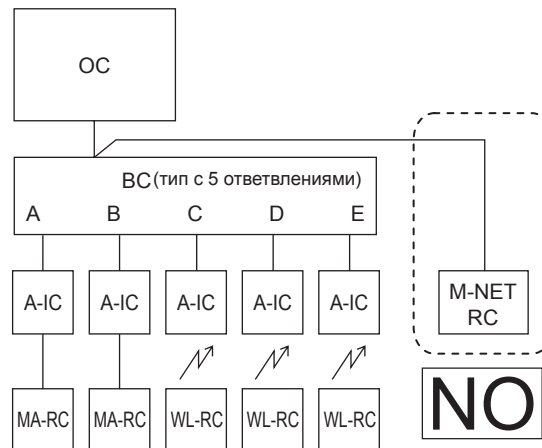 OC
BC (тип с 5 ответвлениями)
A B C D E
A-IC A-IC A-IC A-IC A-IC
M-NET
RC
MA-RC MA-RC WL-RC WL-RC WL-RC
NO